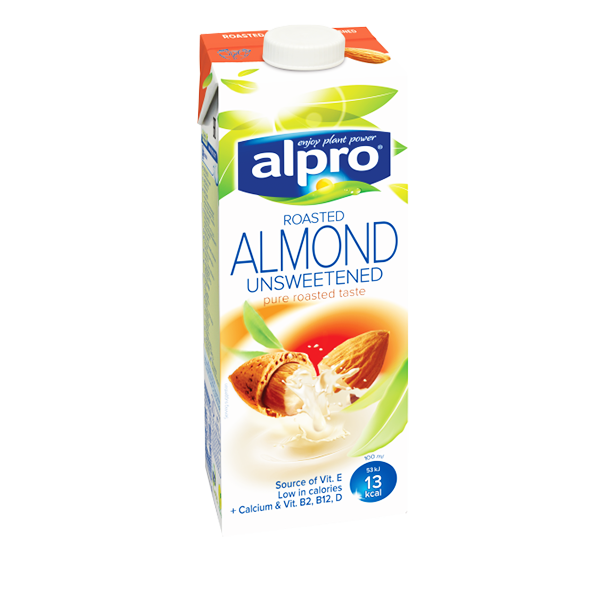 ROASTED
enjoy plant power
alpro®
ROASTED
ALMOND
UNSWEETENED
pure roasted taste
100 ml
53 kJ
13
kcal
Source of Vit. E
Low in calories
+ Calcium & Vit. B2, B12, D